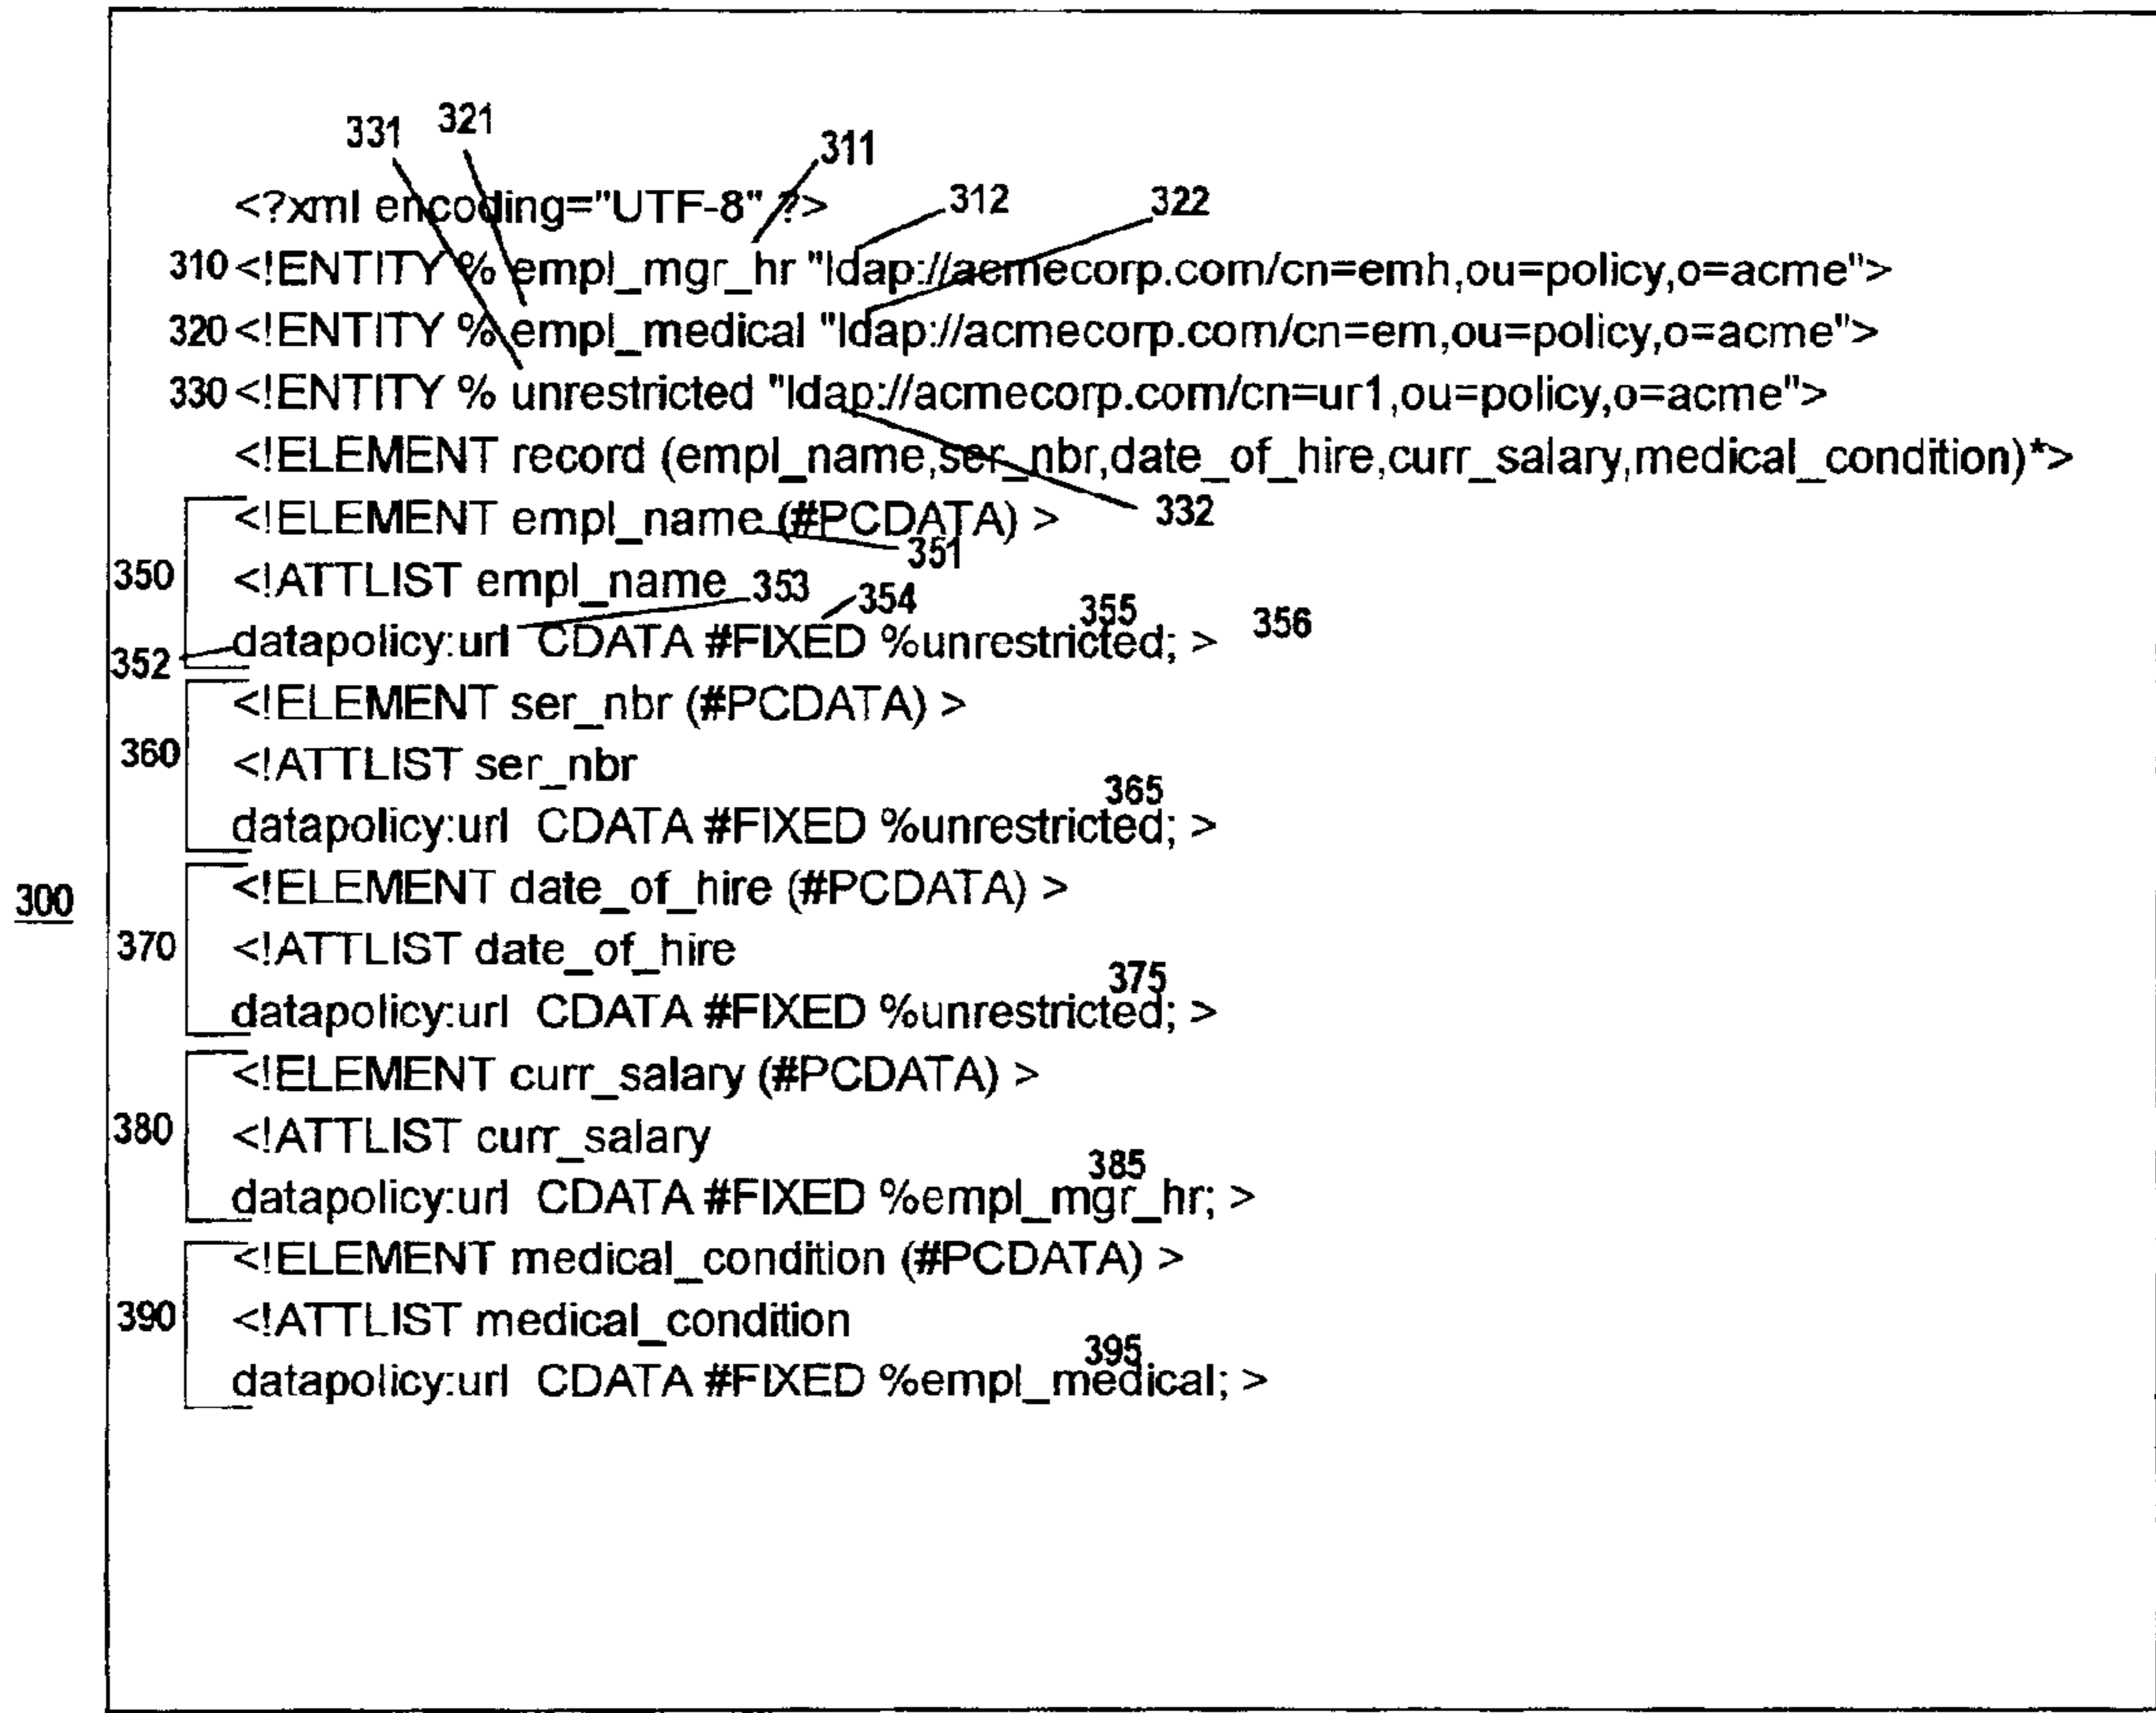 331 321 311
<?xml encoding="UTF-8" ?> 312 322
310 <!ENTITY % empl_mgr_hr "ldap://acmecorp.com/cn=emh,ou=policy,o=acme">
320 <!ENTITY % empl_medical "ldap://acmecorp.com/cn=em,ou=policy,o=acme">
330 <!ENTITY % unrestricted "ldap://acmecorp.com/cn=ur1,ou=policy,o=acme">
<!ELEMENT record (empl_name,ser_nbr,date_of_hire,curr_salary,medical_condition)*>
<!ELEMENT empl_name (#PCDATA) > 332
351
350 <!ATTLIST empl_name 353 354 355 356
352 datapolicy:url CDATA #FIXED %unrestricted; >
<!ELEMENT ser_nbr (#PCDATA) >
360 <!ATTLIST ser_nbr
365
datapolicy:url CDATA #FIXED %unrestricted; >
<!ELEMENT date_of_hire (#PCDATA) >
300
370 <!ATTLIST date_of_hire
375
datapolicy:url CDATA #FIXED %unrestricted; >
<!ELEMENT curr_salary (#PCDATA) >
380 <!ATTLIST curr_salary
385
datapolicy:url CDATA #FIXED %empl_mgr_hr; >
<!ELEMENT medical_condition (#PCDATA) >
390 <!ATTLIST medical_condition
395
datapolicy:url CDATA #FIXED %empl_medical; >